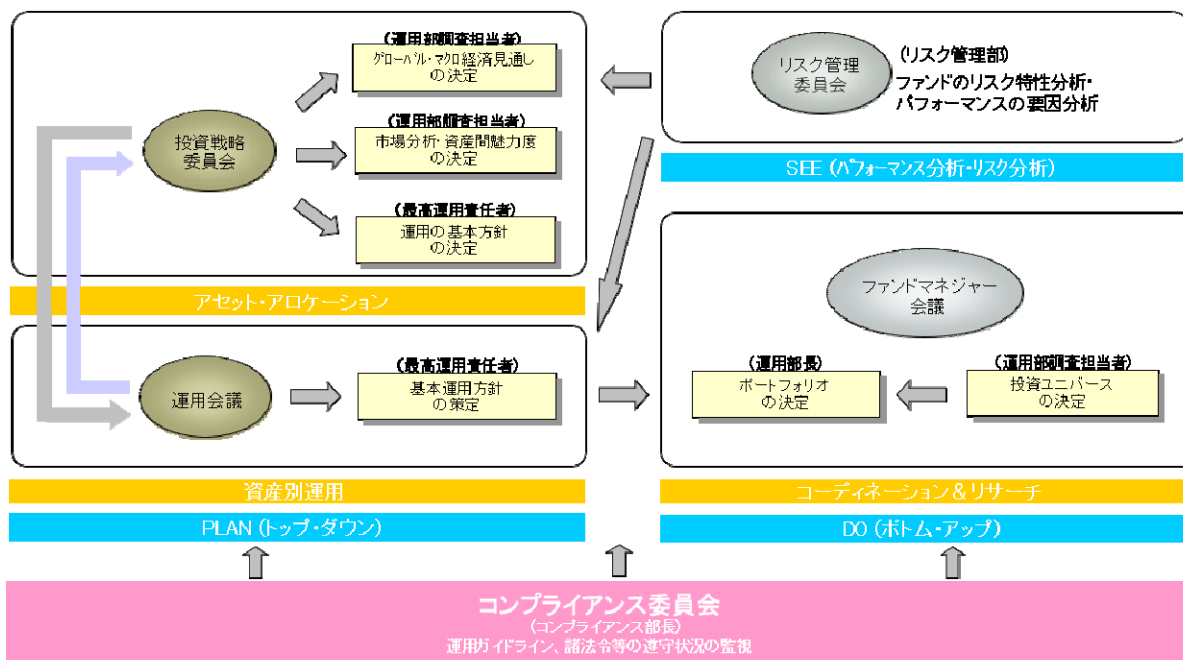 (運用部調査担当者)
グローバル・マクロ経済見通し
の決定
投資戦略
委員会
(運用部調査担当者)
市場分析・資産間魅力度
の決定
(最高運用責任者)
運用の基本方針
の決定
アセット・アロケーション
リスク管理
委員会
(リスク管理部)
ファンドのリスク特性分析・
パフォーマンスの要因分析
SEE (パフォーマンス分析・リスク分析)
運用会議
(最高運用責任者)
基本運用方針
の策定
資産別運用
PLAN (トップ・ダウン)
ファンドマネジャー
会議
(運用部長)
ポートフォリオ
の決定
(運用部調査担当者)
投資ユニバース
の決定
コーディネーション＆リサーチ
DO (ボトム・アップ)
コンプライアンス委員会
(コンプライアンス部長)
運用ガイドライン、諸法令等の遵守状況の監視